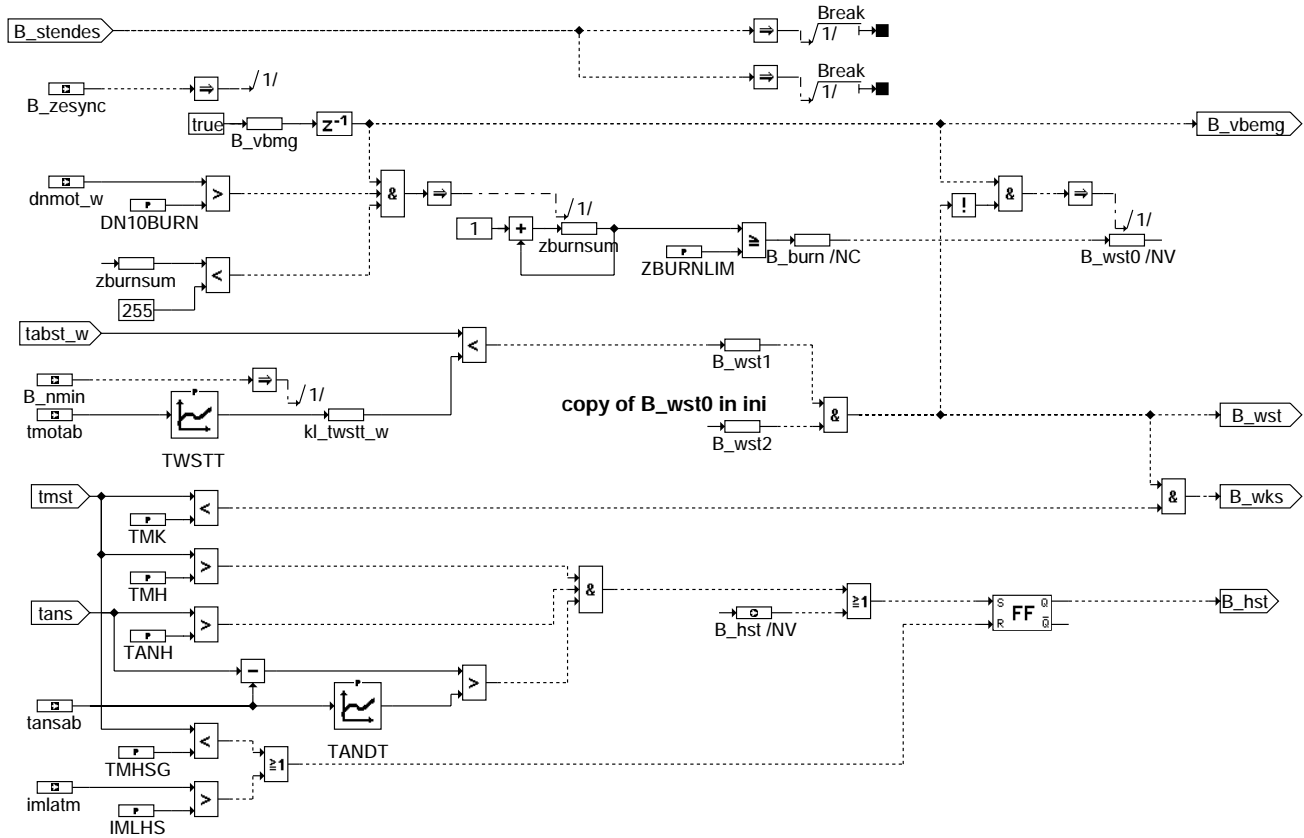 B_stendes
Break
1/
Break
1/
B_zesync
1/
true
B_vbmg
z-1
B_vbemg
dnmot_w
P
DN10BURN
>
&
1/
1
+
zburnsum
P
ZBURNLIM
≥
B_burn /NC
!
&
1/
B_wst0 /NV
zburnsum
255
<
tabst_w
<
B_wst1
B_nmin
1/
tmotab
P
TWSTT
kl_twstt_w
copy of B_wst0 in ini
B_wst2
&
B_wst
tmst
P
TMK
<
&
B_wks
P
TMH
>
&
tans
P
TANH
>
B_hst /NV
≧1
S Q
FF
R Q̅
B_hst
−
>
tansab
P
TANDT
P
TMHSG
<
≧1
imlatm
P
IMLHS
>